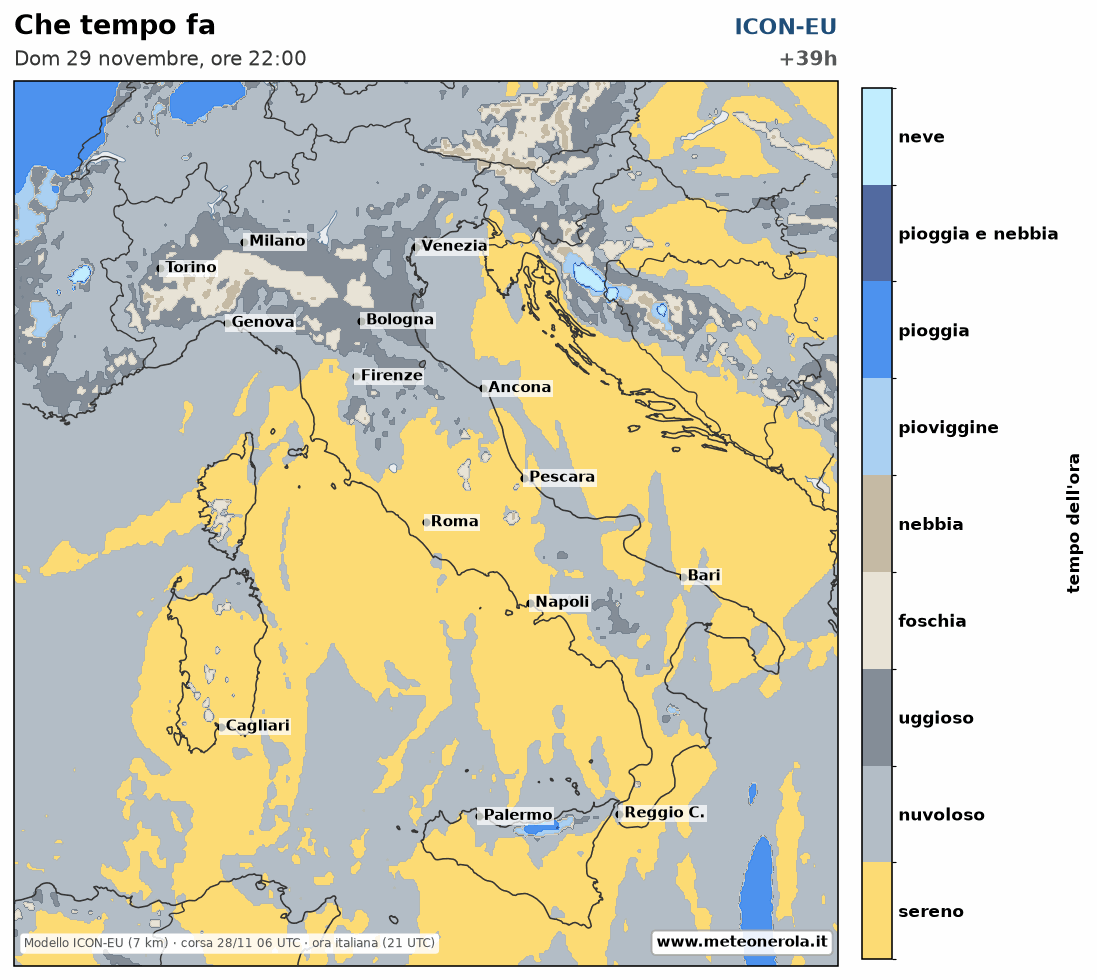 Che tempo fa
ICON-EU
Dom 29 novembre, ore 22:00
+39h
neve
pioggia e nebbia
pioggia
pioviggine
nebbia
foschia
uggioso
nuvoloso
sereno
tempo dell'ora
Milano
Venezia
Torino
Genova
Bologna
Firenze
Ancona
Pescara
Roma
Bari
Napoli
Cagliari
Palermo
Reggio C.
Modello ICON-EU (7 km) · corsa 28/11 06 UTC · ora italiana (21 UTC)
www.meteonerola.it